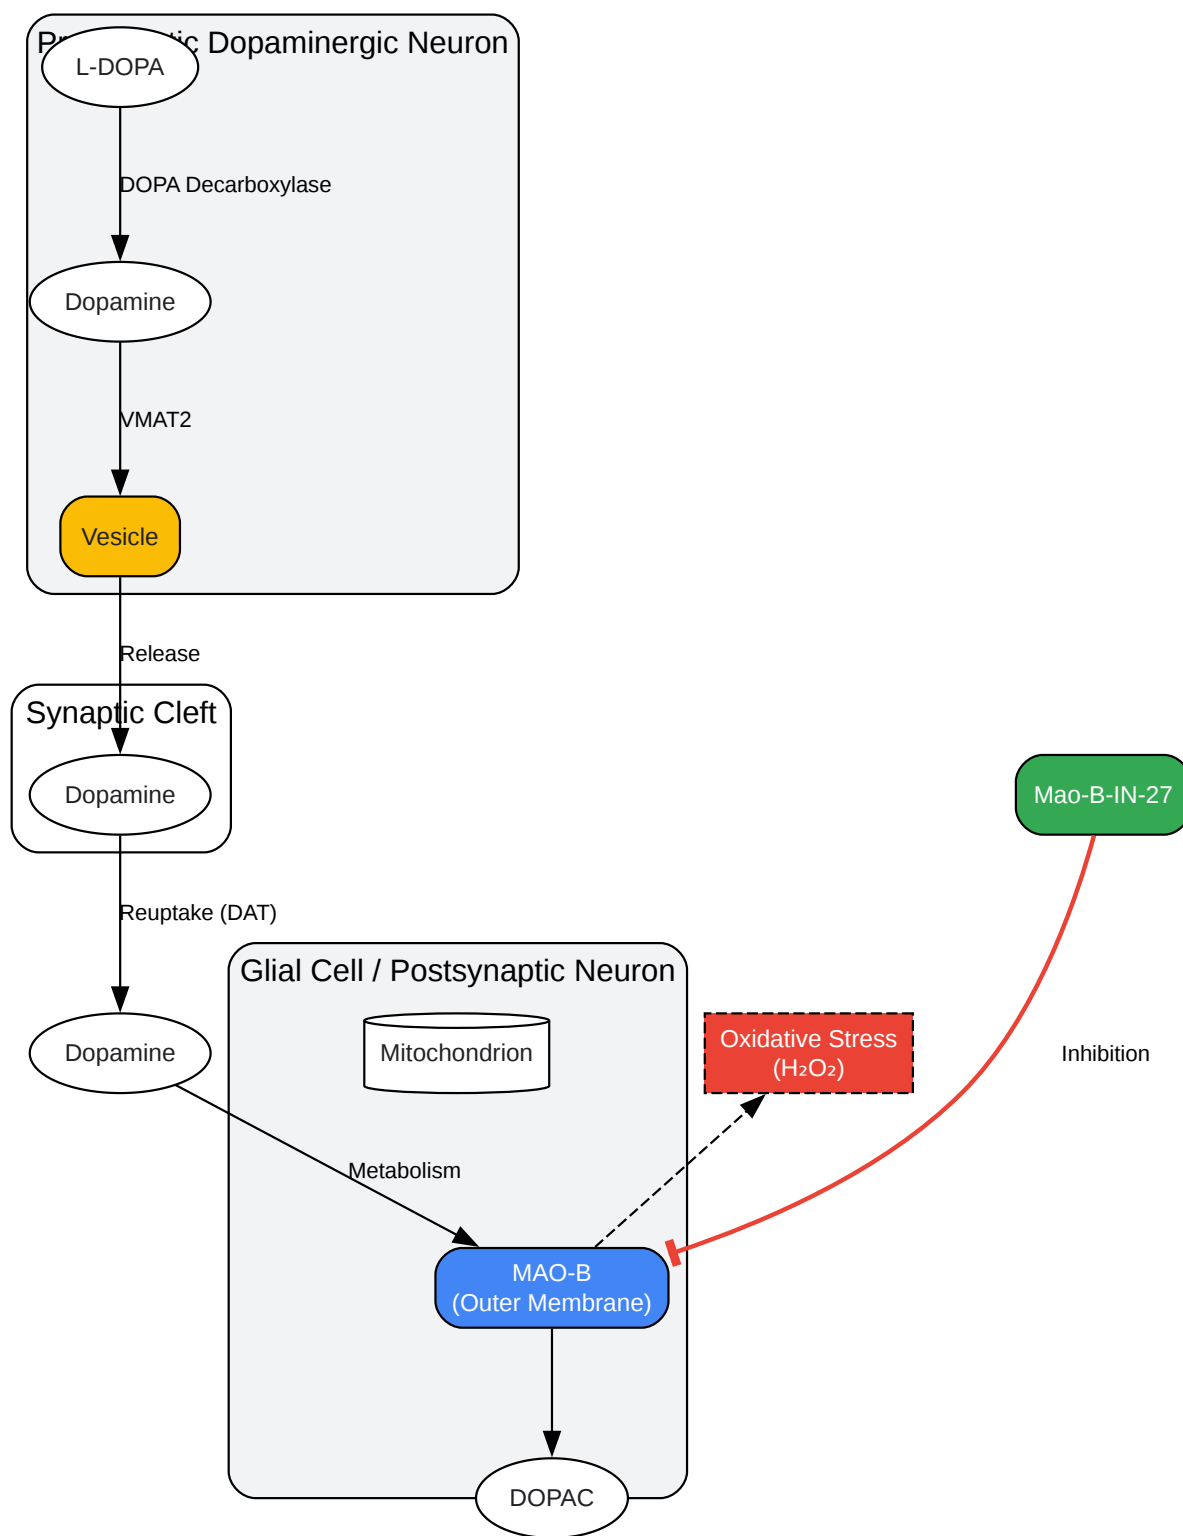 Dopaminergic Neuron
L-DOPA
DOPA Decarboxylase
Dopamine
VMAT2
Vesicle
Release
Synaptic Cleft
Dopamine
Mao-B-IN-27
Reuptake (DAT)
Glial Cell / Postsynaptic Neuron
Dopamine
Mitochondrion
Oxidative Stress
(H₂O₂)
Inhibition
Metabolism
MAO-B
(Outer Membrane)
DOPAC